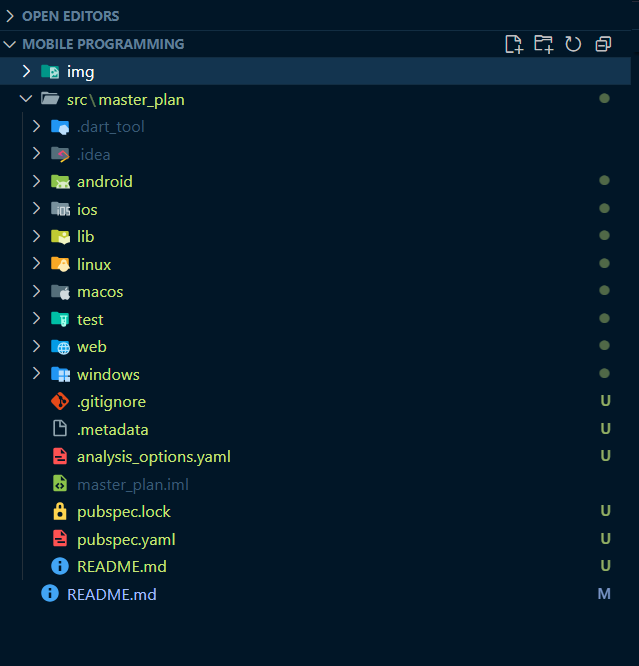 OPEN EDITORS
MOBILE PROGRAMMING
img
src\master_plan
.dart_tool
.idea
android
ios
lib
linux
macos
test
web
windows
.gitignore U
.metadata U
analysis_options.yaml U
master_plan.iml
pubspec.lock U
pubspec.yaml U
README.md U
README.md M